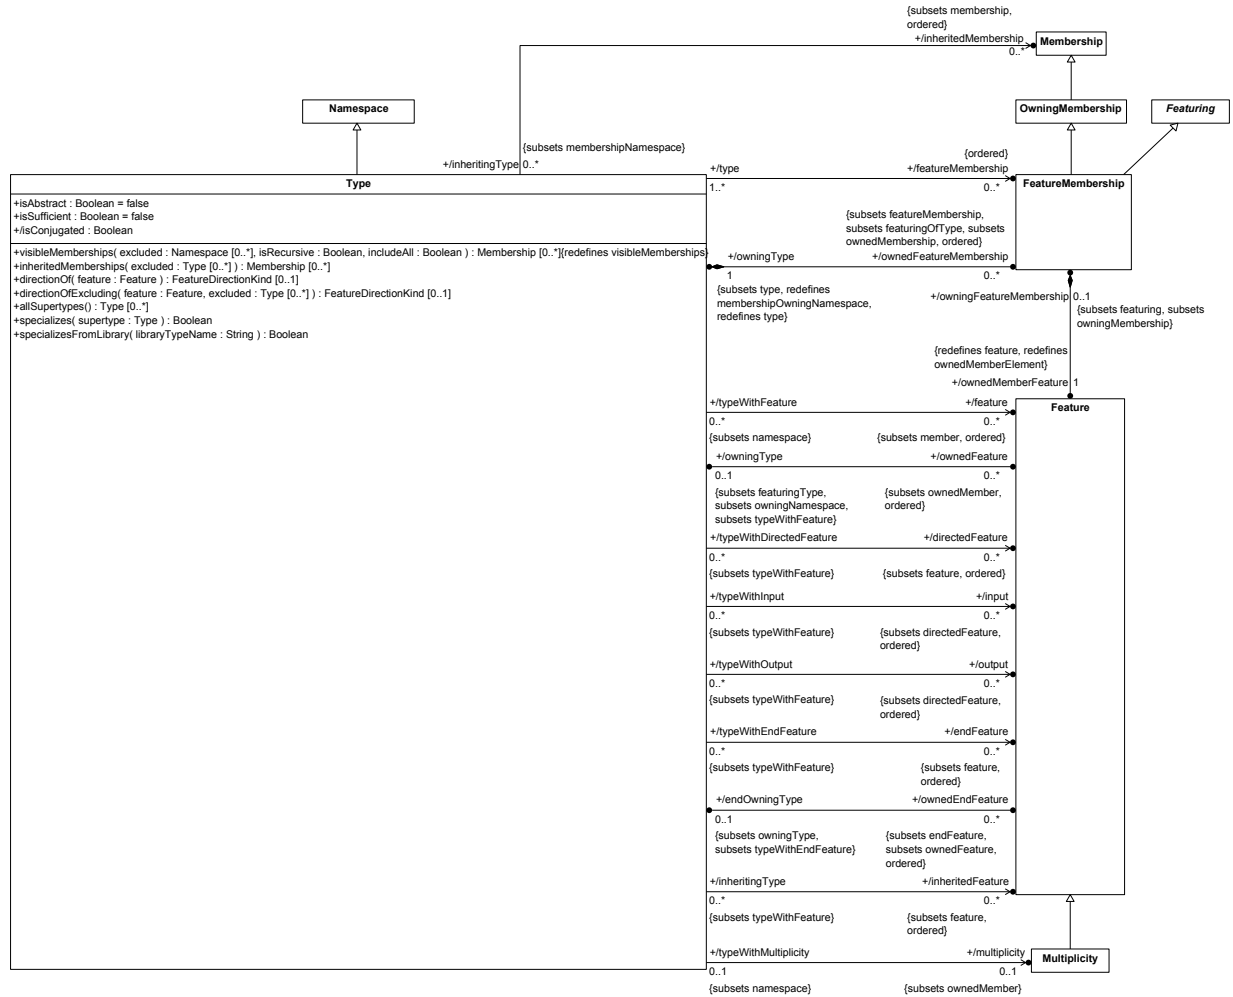 {subsets membership,
ordered}
+/inheritedMembership
0..*
Membership
Namespace
OwningMembership
Featuring
{subsets membershipNamespace}
+/inheritingType 0..*
Type
+isAbstract : Boolean = false
+isSufficient : Boolean = false
+/isConjugated : Boolean
+visibleMemberships( excluded : Namespace [0..*], isRecursive : Boolean, includeAll : Boolean ) : Membership [0..*]{redefines visibleMemberships}
+inheritedMemberships( excluded : Type [0..*] ) : Membership [0..*]
+directionOf( feature : Feature ) : FeatureDirectionKind [0..1]
+directionOfExcluding( feature : Feature, excluded : Type [0..*] ) : FeatureDirectionKind [0..1]
+allSupertypes() : Type [0..*]
+specializes( supertype : Type ) : Boolean
+specializesFromLibrary( libraryTypeName : String ) : Boolean
{ordered}
+/type +/featureMembership
1..* 0..*
FeatureMembership
{subsets featureMembership,
subsets featuringOfType, subsets
ownedMembership, ordered}
+/owningType +/ownedFeatureMembership
1 0..*
{subsets type, redefines
membershipOwningNamespace,
redefines type}
+/owningFeatureMembership 0..1
{subsets featuring, subsets
owningMembership}
{redefines feature, redefines
ownedMemberElement}
+/ownedMemberFeature 1
Feature
+/typeWithFeature +/feature
0..* 0..*
{subsets namespace} {subsets member, ordered}
+/owningType +/ownedFeature
0..1 0..*
{subsets featuringType, {subsets ownedMember,
subsets owningNamespace, ordered}
subsets typeWithFeature}
+/typeWithDirectedFeature +/directedFeature
0..* 0..*
{subsets typeWithFeature} {subsets feature, ordered}
+/typeWithInput +/input
0..* 0..*
{subsets typeWithFeature} {subsets directedFeature,
ordered}
+/typeWithOutput +/output
0..* 0..*
{subsets typeWithFeature} {subsets directedFeature,
ordered}
+/typeWithEndFeature +/endFeature
0..* 0..*
{subsets typeWithFeature} {subsets feature,
ordered}
+/endOwningType +/ownedEndFeature
0..1 0..*
{subsets owningType, {subsets endFeature,
subsets typeWithEndFeature} subsets ownedFeature,
ordered}
+/inheritingType +/inheritedFeature
0..* 0..*
{subsets typeWithFeature} {subsets feature,
ordered}
+/typeWithMultiplicity +/multiplicity
0..1 0..1
Multiplicity
{subsets namespace} {subsets ownedMember}